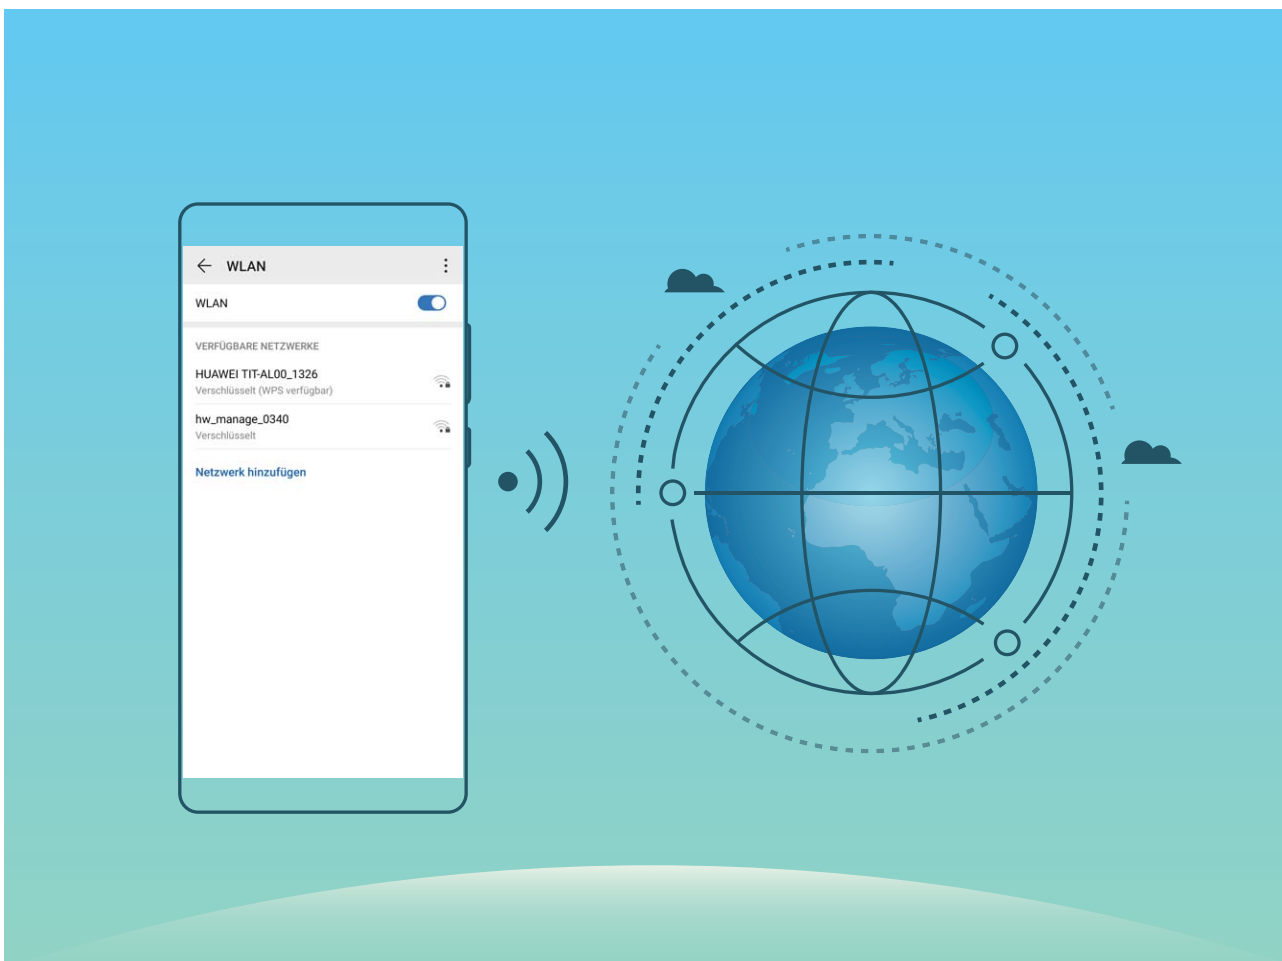 WLAN
WLAN
VERFÜGBARE NETZWERKE
HUAWEI TIT-AL00_1326
Verschlüsselt (WPS verfügbar)
hw_manage_0340
Verschlüsselt
Netzwerk hinzufügen